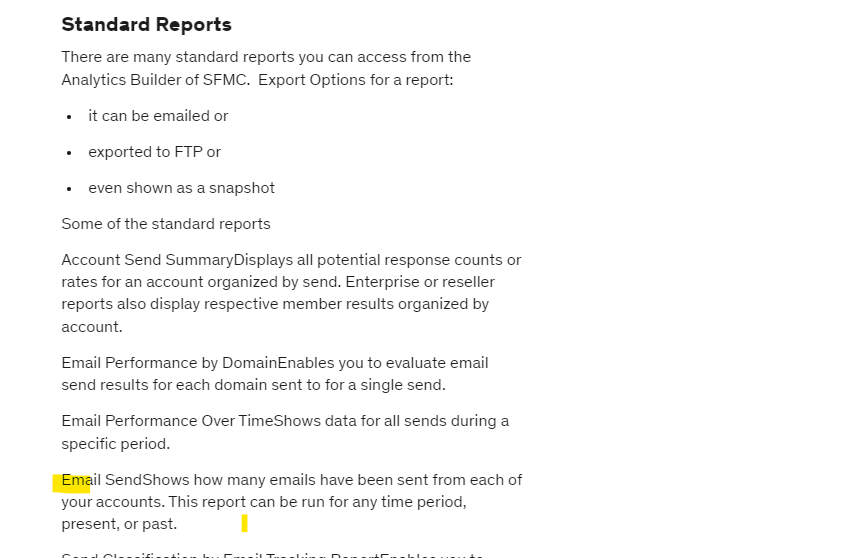 Standard Reports
There are many standard reports you can access from the
Analytics Builder of SFMC.  Export Options for a report:
• it can be emailed or
• exported to FTP or
• even shown as a snapshot
Some of the standard reports
Account Send SummaryDisplays all potential response counts or
rates for an account organized by send. Enterprise or reseller
reports also display respective member results organized by
account.
Email Performance by DomainEnables you to evaluate email
send results for each domain sent to for a single send.
Email Performance Over TimeShows data for all sends during a
specific period.
Email SendShows how many emails have been sent from each of
your accounts. This report can be run for any time period,
present, or past.
Send Classification by Email Tracking ReportEnables you to